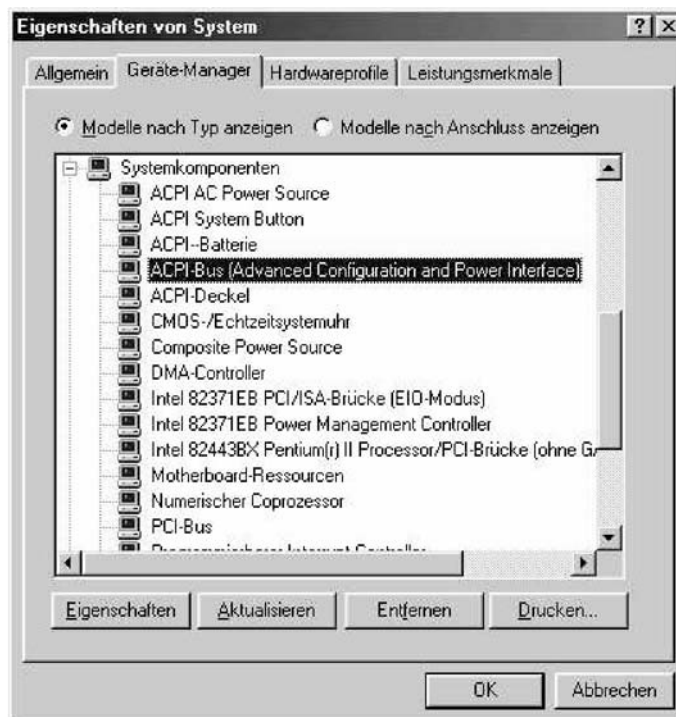 Eigenschaften von System
Allgemein Geräte-Manager Hardwareprofile Leistungsmerkmale
Modelle nach Typ anzeigen Modelle nach Anschluss anzeigen
Systemkomponenten
ACPI AC Power Source
ACPI System Button
ACPI--Batterie
ACPI-Bus (Advanced Configuration and Power Interface)
ACPI-Deckel
CMOS-/Echtzeitsystemuhr
Composite Power Source
DMA-Controller
Intel 82371EB PCI/ISA-Brücke (EIO-Modus)
Intel 82371EB Power Management Controller
Intel 82443BX Pentium(r) II Processor/PCI-Brücke (ohne G
Motherboard-Ressourcen
Numerischer Coprozessor
PCI-Bus
Programmierbarer Interrupt-Controller
Eigenschaften Aktualisieren Entfernen Drucken...
OK Abbrechen